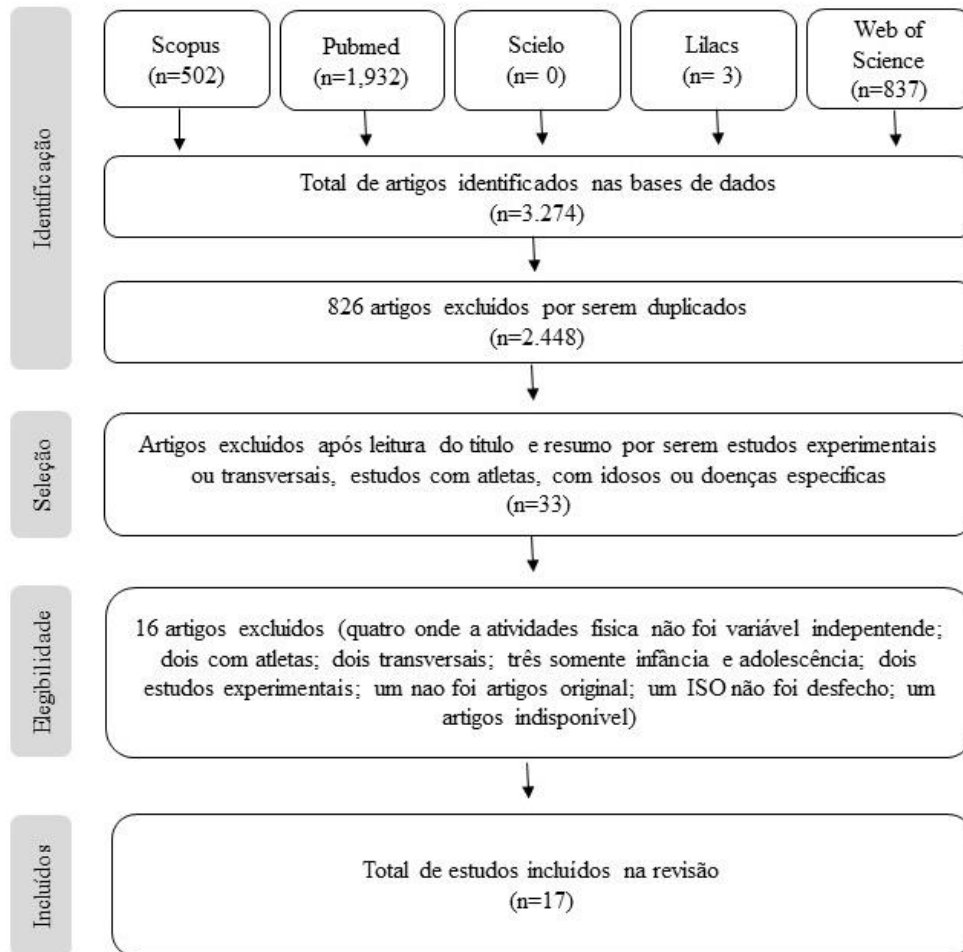 Scopus
(n=502)
Pubmed
(n=1,932)
Scielo
(n= 0)
Lilacs
(n= 3)
Web of
Science
(n=837)
Identificação
Total de artigos identificados nas bases de dados
(n=3.274)
826 artigos excluídos por serem duplicados
(n=2.448)
Seleção
Artigos excluídos após leitura do título e resumo por serem estudos experimentais
ou transversais, estudos com atletas, com idosos ou doenças específicas
(n=33)
Elegibilidade
16 artigos excluidos (quatro onde a atividades física não foi variável indepentende;
dois com atletas; dois transversais; três somente infância e adolescência; dois
estudos experimentais; um nao foi artigos original; um ISO não foi desfecho; um
artigos indisponível)
Incluídos
Total de estudos incluídos na revisão
(n=17)